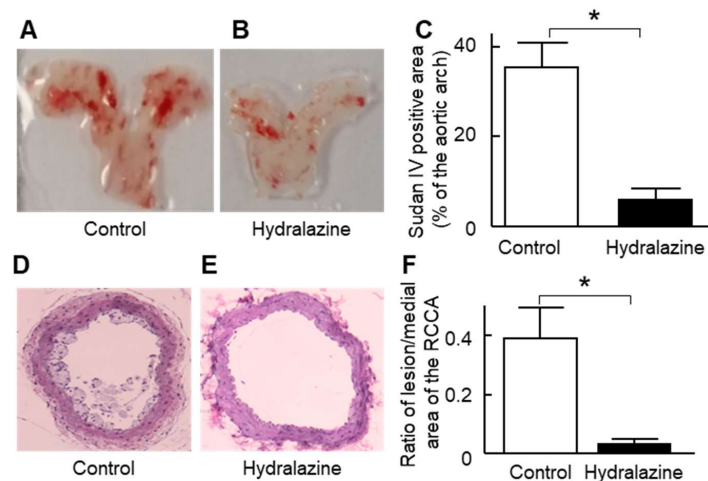 A
B
C
Sudan IV positive area
(% of the aortic arch)
40
20
0
*
Control
Hydralazine
Control
Hydralazine
D
E
F
Ratio of lesion/medial
area of the RCCA
0.4
0.2
0
*
Control
Hydralazine
Control
Hydralazine